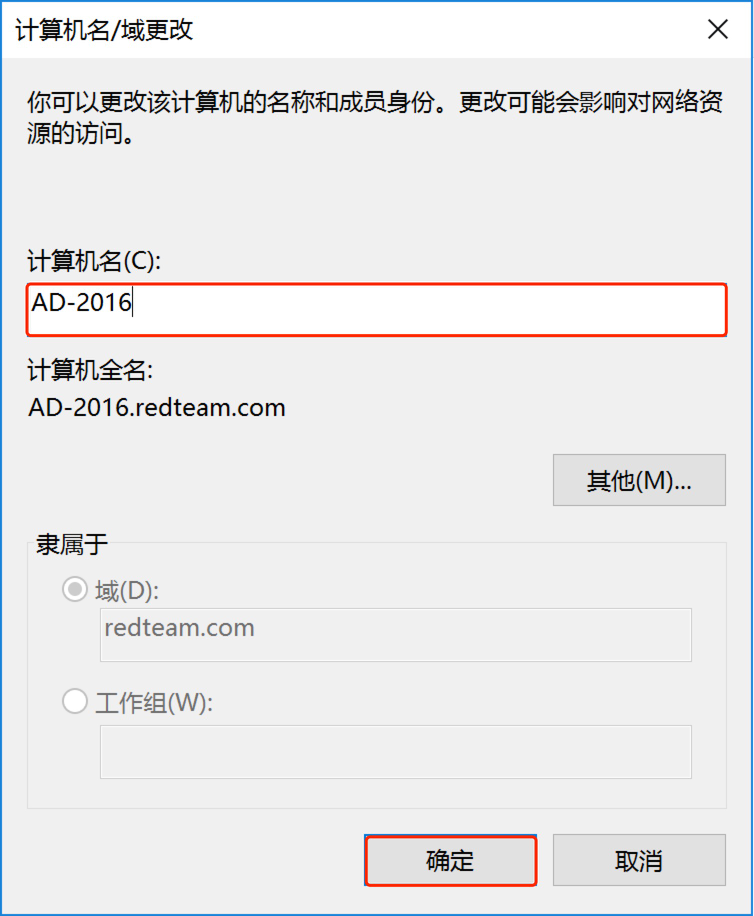 计算机名/域更改
你可以更改该计算机的名称和成员身份。更改可能会影响对网络资
源的访问。
计算机名(C):
AD-2016
计算机全名:
AD-2016.redteam.com
其他(M)...
隶属于
域(D):
redteam.com
工作组(W):
确定
取消